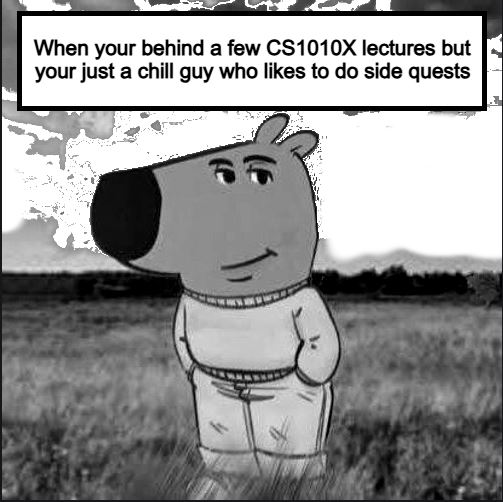 When your behind a few CS1010X lectures but
your just a chill guy who likes to do side quests